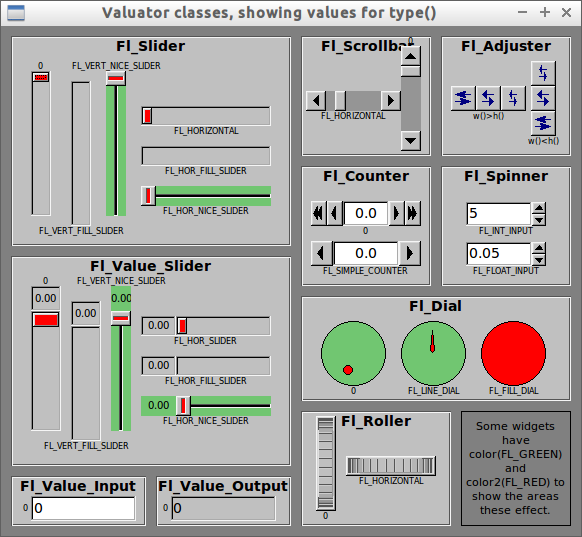 Valuator classes, showing values for type()
Fl_Slider
0
FL_VERT_NICE_SLIDER
FL_HORIZONTAL
FL_HOR_NICE_SLIDER
FL_HOR_FILL_SLIDER
FL_VERT_FILL_SLIDER
Fl_Scrollbar
0
FL_HORIZONTAL
Fl_Adjuster
w()>h()
w()<h()
Fl_Counter
0.0
0
0.0
FL_SIMPLE_COUNTER
Fl_Spinner
5
FL_INT_INPUT
0.05
FL_FLOAT_INPUT
Fl_Value_Slider
0
FL_VERT_NICE_SLIDER
0.00
0.00
0.00
0.00
FL_HOR_SLIDER
0.00
FL_HOR_FILL_SLIDER
0.00
FL_HOR_NICE_SLIDER
FL_VERT_FILL_SLIDER
Fl_Dial
0
FL_LINE_DIAL
FL_FILL_DIAL
Fl_Roller
0
FL_HORIZONTAL
Some widgets
have
color(FL_GREEN)
and
color2(FL_RED) to
show the areas
these effect.
Fl_Value_Input
0
0
Fl_Value_Output
0
0